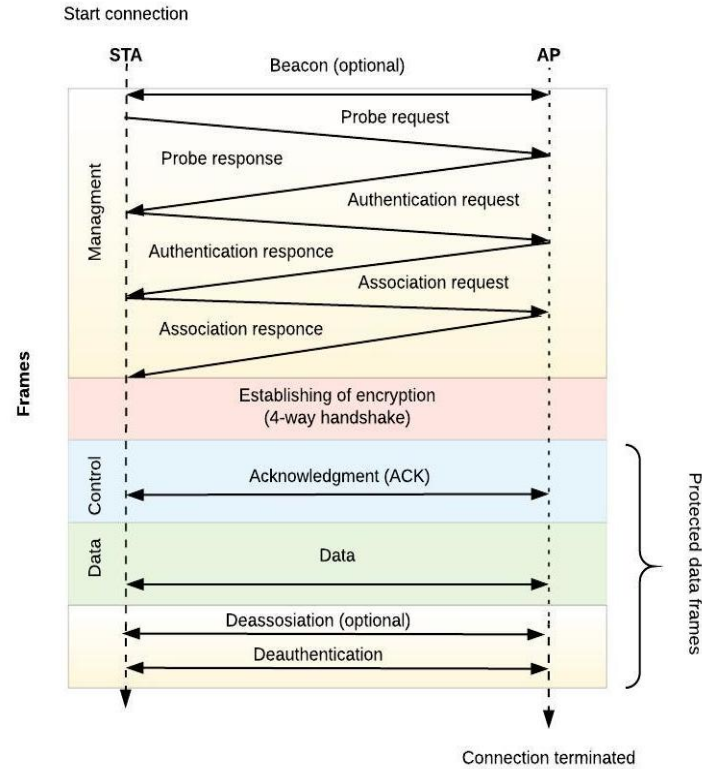 Start connection
STA
AP
Beacon (optional)
Probe request
Probe response
Authentication request
Authentication responce
Association request
Association responce
Managment
Frames
Establishing of encryption
(4-way handshake)
Control
Acknowledgment (ACK)
Data
Data
Deassosiation (optional)
Deauthentication
Protected data frames
Connection terminated